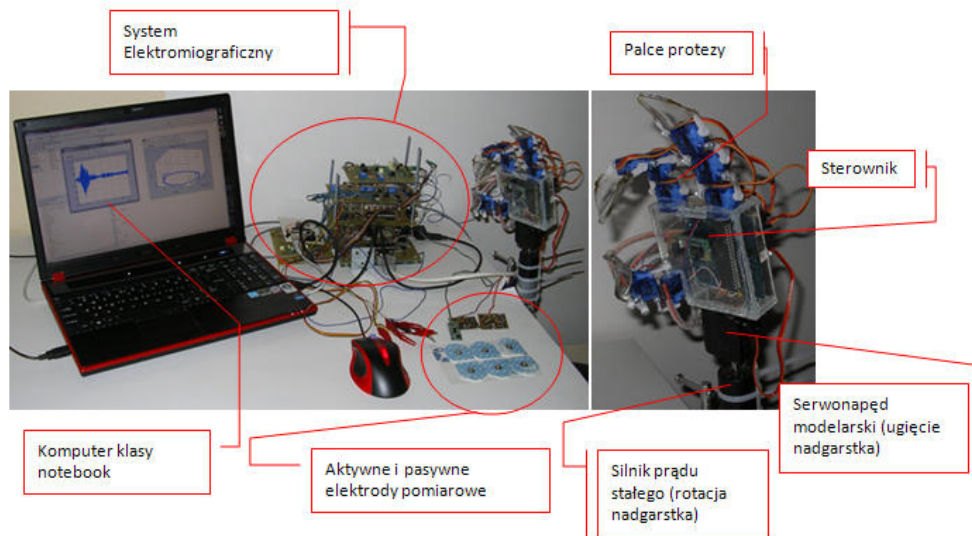 System
Elektromiograficzny
Palce protezy
Sterownik
Komputer klasy
notebook
Aktywne i pasywne
elektrody pomiarowe
Silnik prądu
stałego (rotacja
nadgarstka)
Serwonapęd
modelarski (ugięcie
nadgarstka)